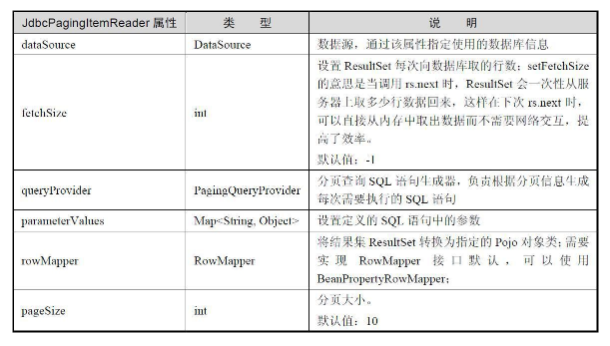 JdbcPagingItemReader 属性 类 型 说 明
dataSource DataSource 数据源，通过该属性指定使用的数据库信息
设置 ResultSet 每次向数据库取的行数；setFetchSize
的意思是当调用 rs.next 时，ResultSet 会一次性从服
务器上取多少行数据回来，这样在下次 rs.next 时，
fetchSize int
可以直接从内存中取出数据而不需要网络交互，提
高了效率。
默认值：-1
queryProvider PagingQueryProvider 分页查询 SQL 语句生成器，负责根据分页信息生成
每次需要执行的 SQL 语句
parameterValues Map<String, Object> 设置定义的 SQL 语句中的参数
将结果集 ResultSet 转换为指定的 Pojo 对象类；需要
rowMapper RowMapper 实现 RowMapper 接口默认，可以使用
BeanPropertyRowMapper；
pageSize int 分页大小。
默认值：10